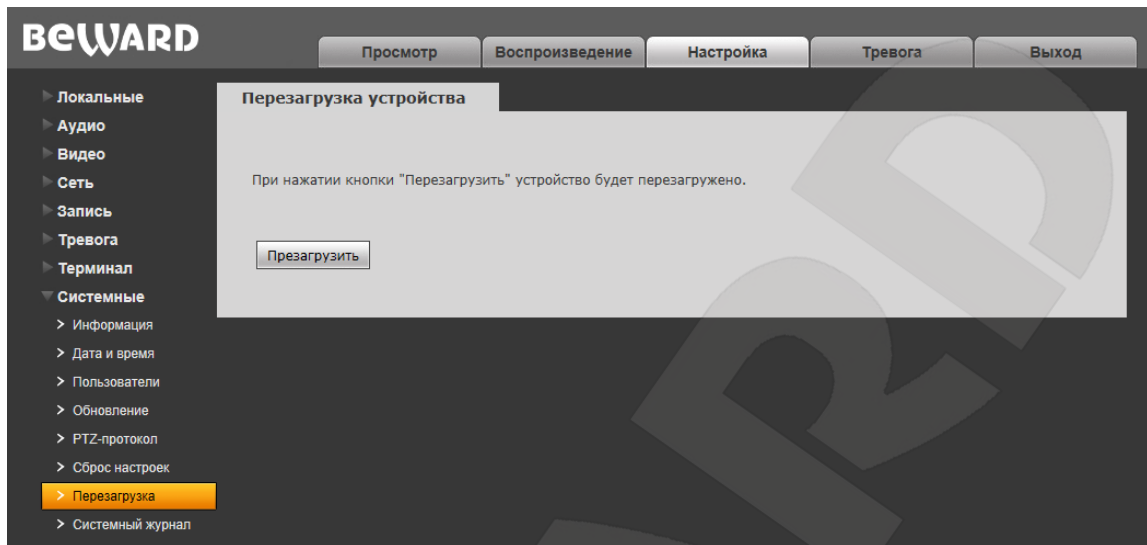 BEWARD
Просмотр Воспроизведение Настройка Тревога Выход
Локальные
Аудио
Видео
Сеть
Запись
Тревога
Терминал
Системные
> Информация
> Дата и время
> Пользователи
> Обновление
> PTZ-протокол
> Сброс настроек
> Перезагрузка
> Системный журнал
Перезагрузка устройства
При нажатии кнопки "Перезагрузить" устройство будет перезагружено.
Презагрузить